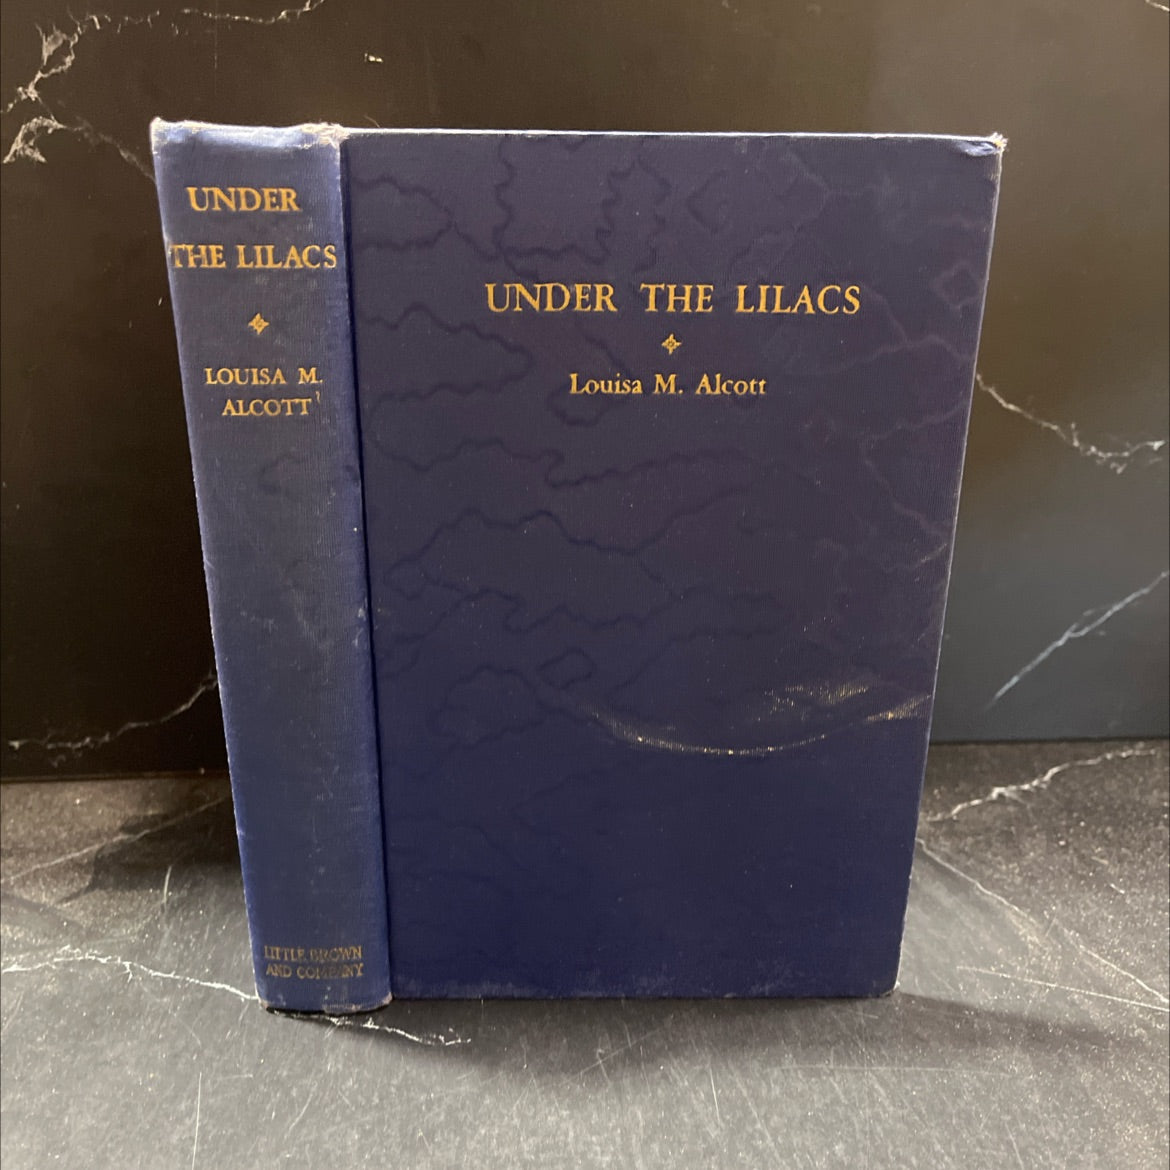 UNDER
THE LILACS
LOUISA M.
ALCOTT
LITTLE BROWN
AND COMPANY
UNDER THE LILACS
Louisa M. Alcott